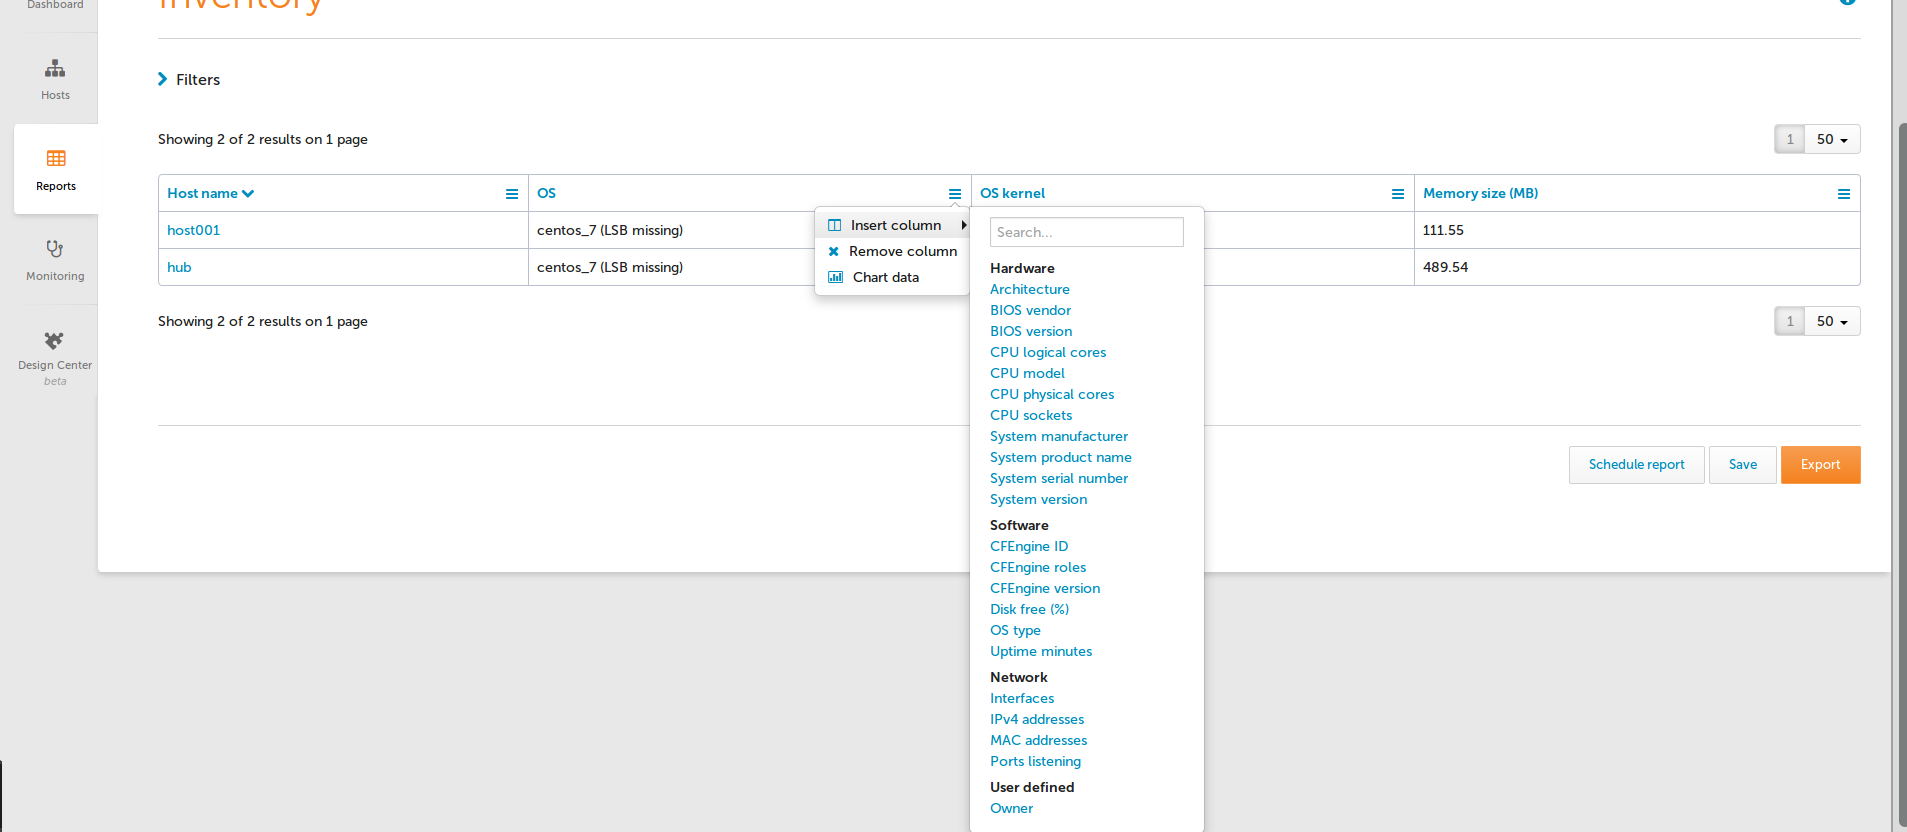 Dashboard
Inventory
Hosts
Reports
Monitoring
Design Center
beta
Filters
Showing 2 of 2 results on 1 page
1 50
Host name OS OS kernel Memory size (MB)
host001 centos_7 (LSB missing) 111.55
hub centos_7 (LSB missing) 489.54
Insert column
Remove column
Chart data
Search...
Hardware
Architecture
BIOS vendor
BIOS version
CPU logical cores
CPU model
CPU physical cores
CPU sockets
System manufacturer
System product name
System serial number
System version
Software
CFEngine ID
CFEngine roles
CFEngine version
Disk free (%)
OS type
Uptime minutes
Network
Interfaces
IPv4 addresses
MAC addresses
Ports listening
User defined
Owner
Showing 2 of 2 results on 1 page
1 50
Schedule report Save Export